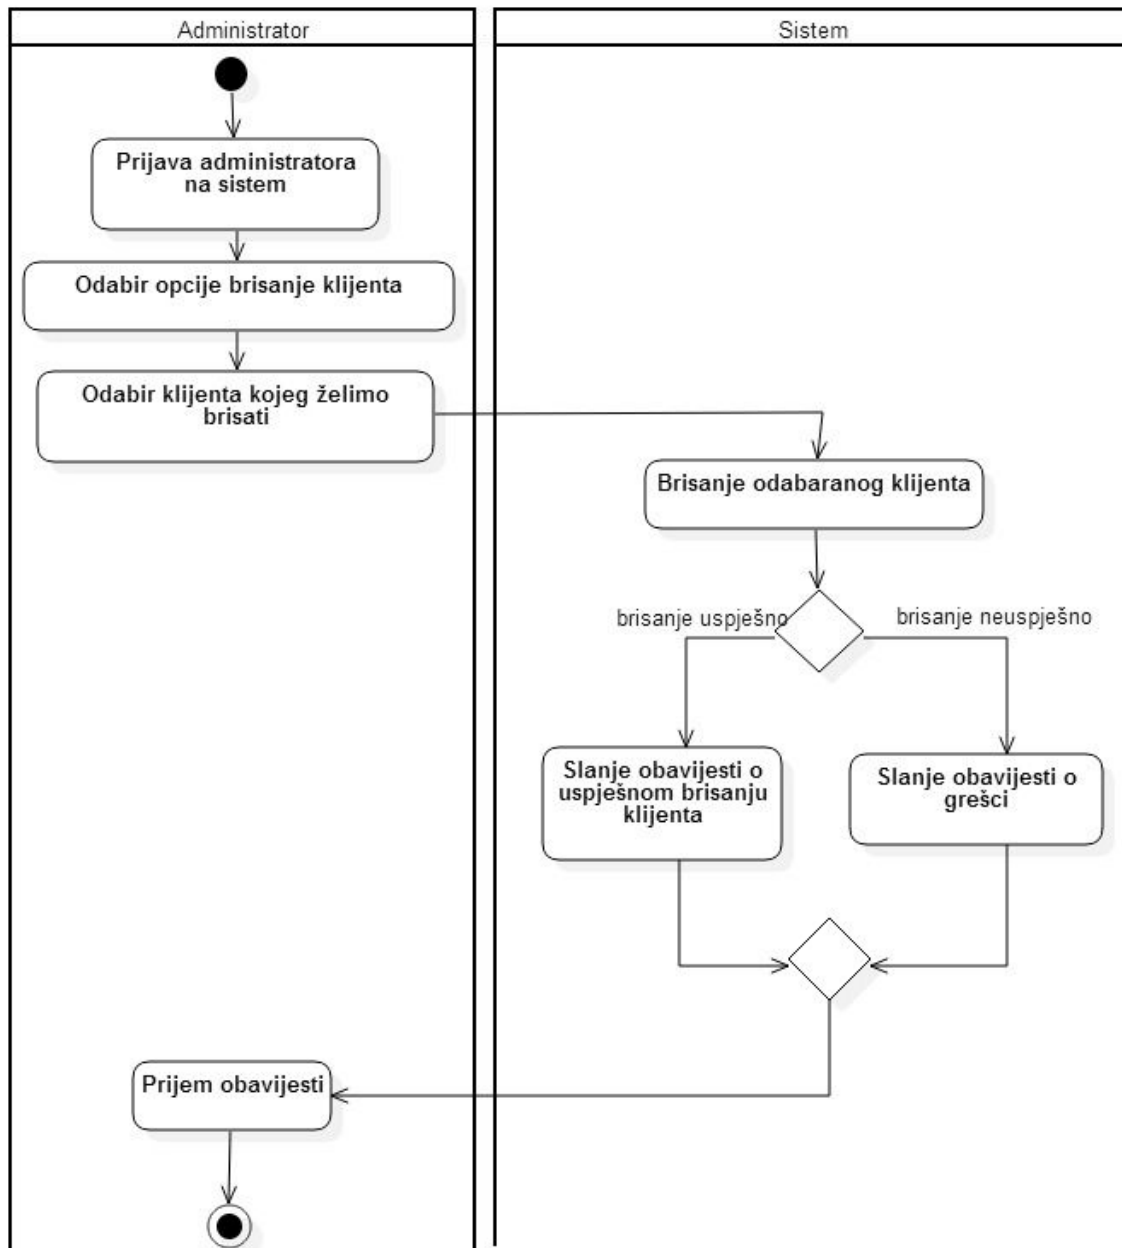 Administrator
Sistem
Prijava administratora
na sistem
Odabir opcije brisanje klijenta
Odabir klijenta kojeg želimo
brisati
Brisanje odabaranog klijenta
brisanje uspješno
brisanje neuspješno
Slanje obavijesti o
uspješnom brisanju
klijenta
Slanje obavijesti o
grešci
Prijem obavijesti